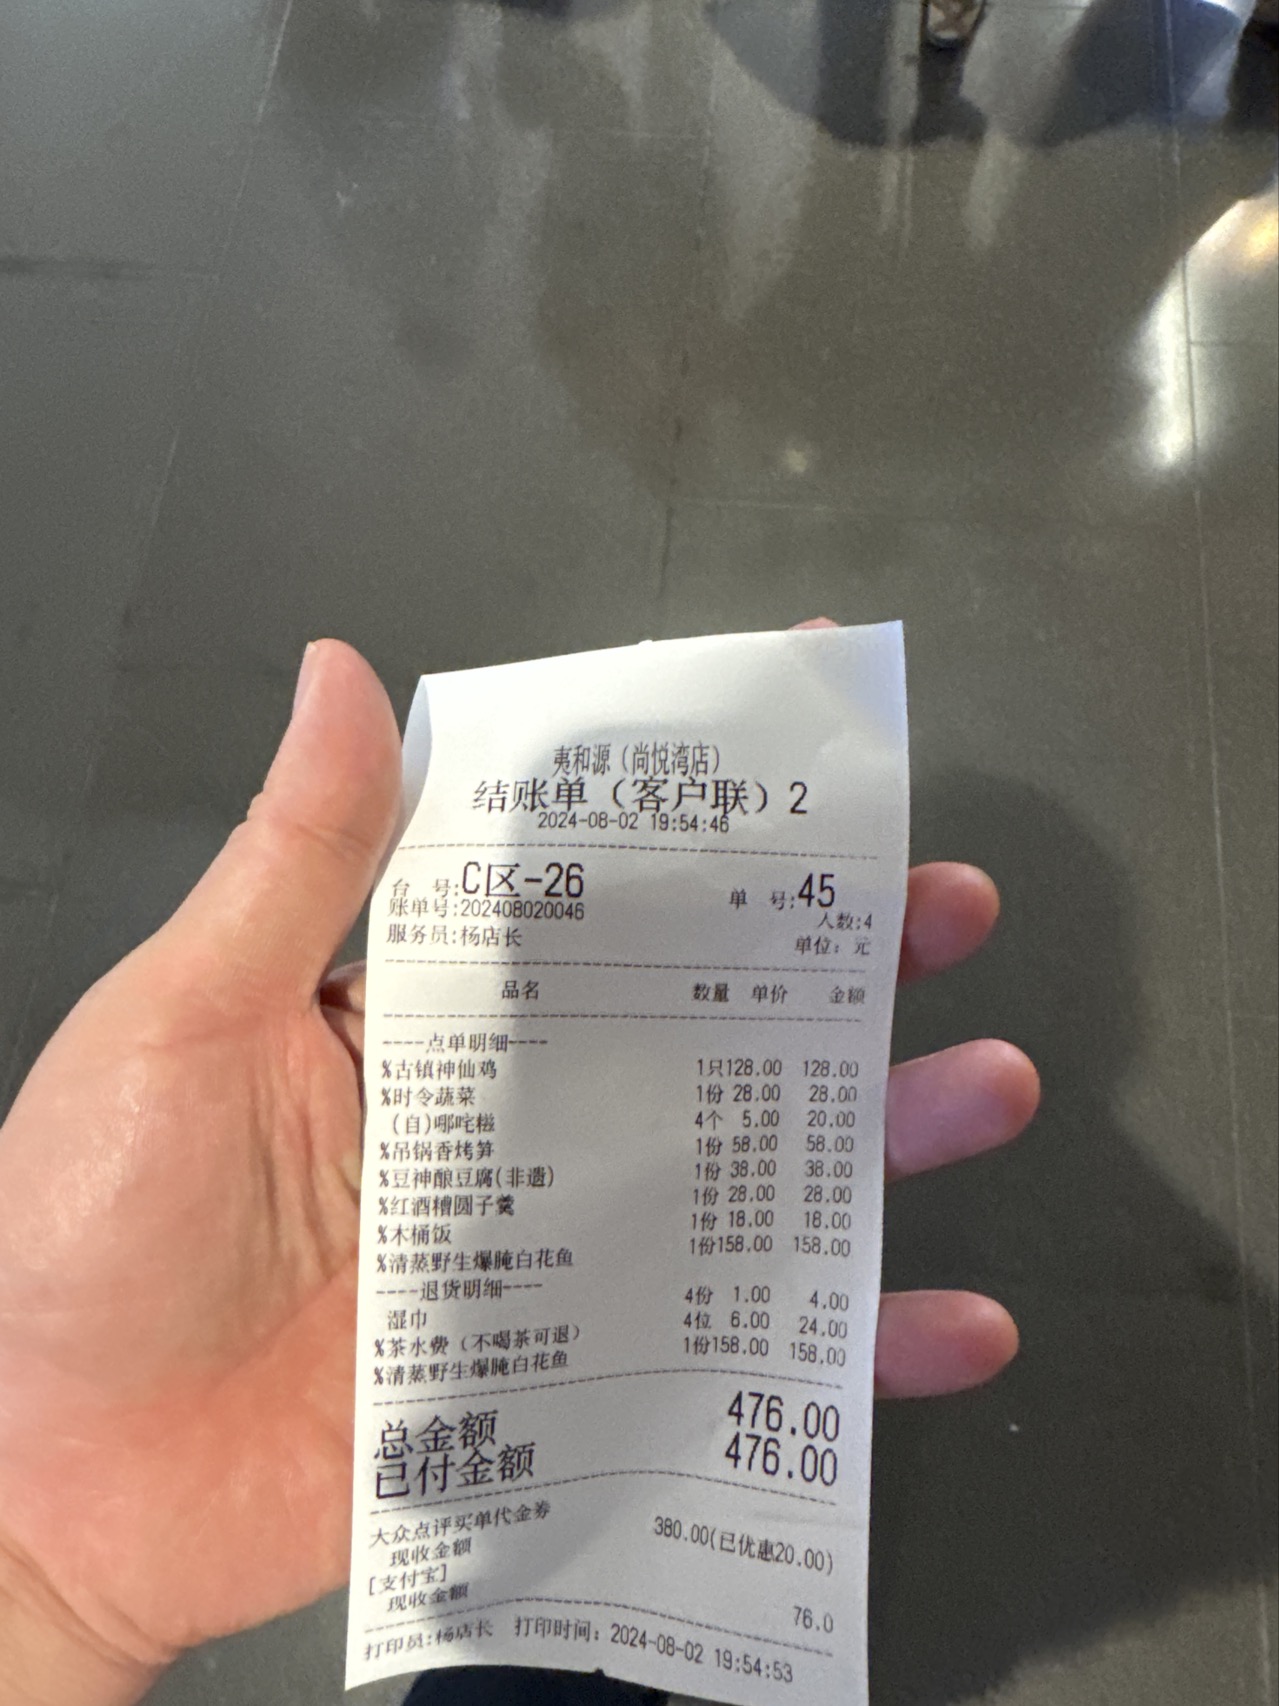 夷和源（尚悦湾店）
结账单（客户联）2
2024-08-02 19:54:46
台 号:C区-26 单 号:45
账单号:202408020046 人数:4
服务员:杨店长 单位: 元
品名 数量 单价 金额
----点单明细----
%古镇神仙鸡 1只128.00 128.00
%时令蔬菜 1份 28.00 28.00
(自)哪咤糍 4个 5.00 20.00
%吊锅香烤笋 1份 58.00 58.00
%豆神酿豆腐(非遗) 1份 38.00 38.00
%红酒糟圆子羹 1份 28.00 28.00
%木桶饭 1份 18.00 18.00
%清蒸野生爆腌白花鱼 1份158.00 158.00
----退货明细----
湿巾 4份 1.00 4.00
%茶水费（不喝茶可退） 4位 6.00 24.00
%清蒸野生爆腌白花鱼 1份158.00 158.00
总金额 476.00
已付金额 476.00
大众点评买单代金券
现收金额 380.00(已优惠20.00)
[支付宝]
现收金额 76.0
打印员:杨店长 打印时间: 2024-08-02 19:54:53